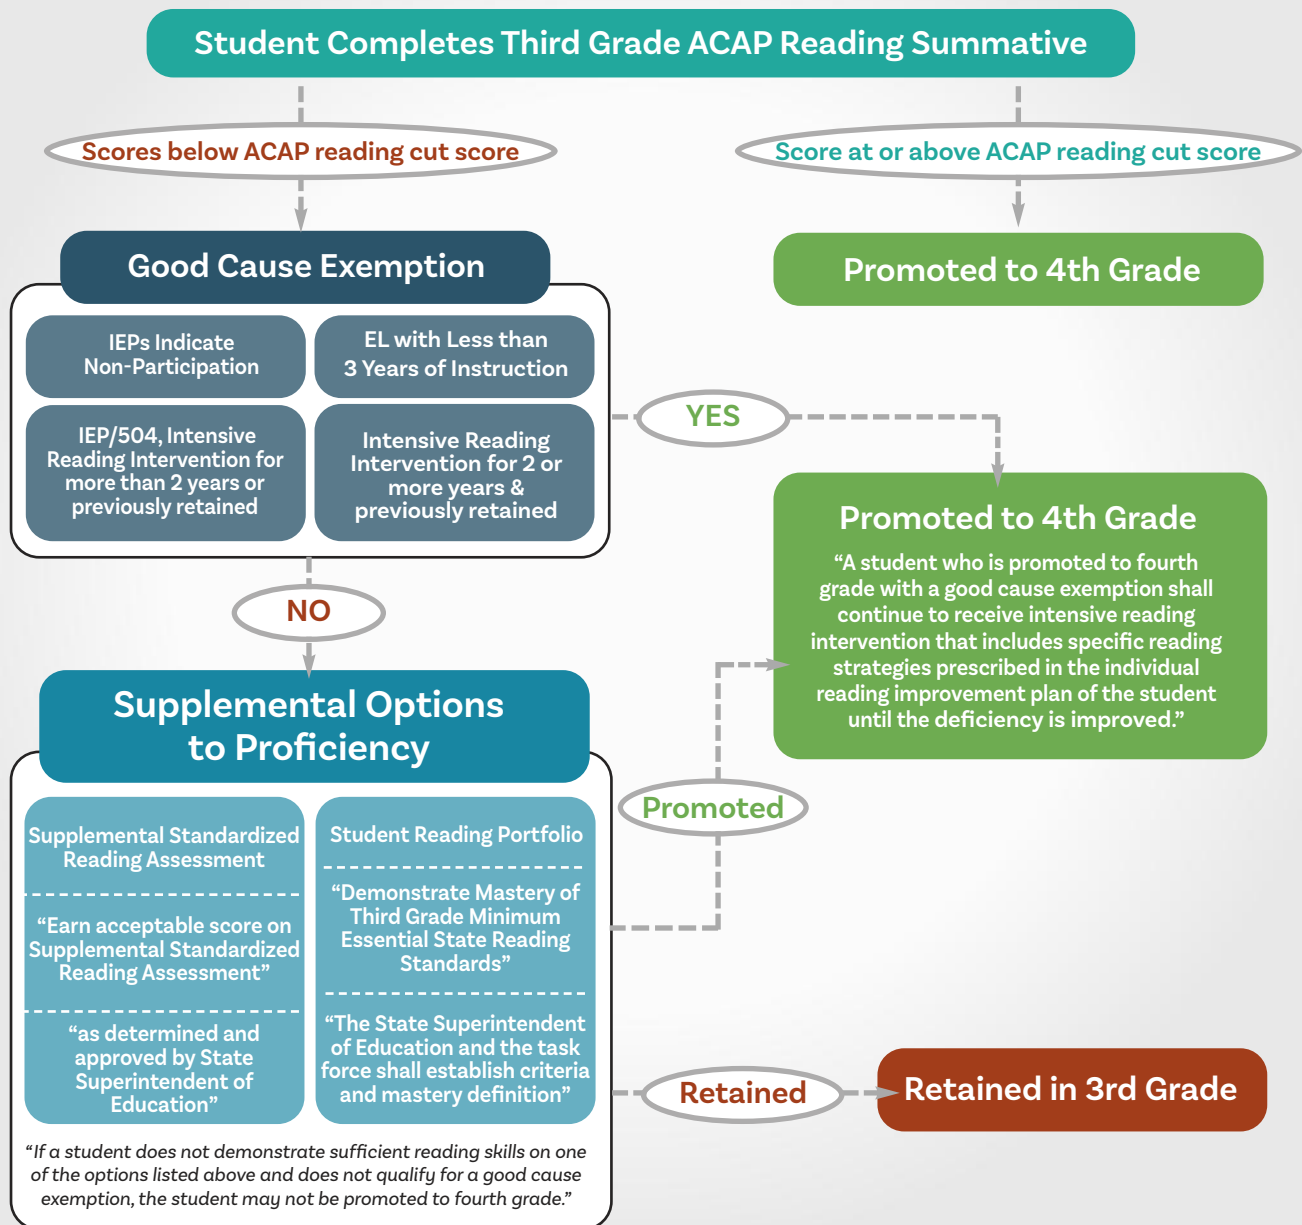 Student Completes Third Grade ACAP Reading Summative
Scores below ACAP reading cut score
Score at or above ACAP reading cut score
Good Cause Exemption
Promoted to 4th Grade
IEPs Indicate
Non-Participation
EL with Less than
3 Years of Instruction
IEP/504, Intensive
Reading Intervention for
more than 2 years or
previously retained
Intensive Reading
Intervention for 2 or
more years &
previously retained
YES
Promoted to 4th Grade
“A student who is promoted to fourth
grade with a good cause exemption shall
continue to receive intensive reading
intervention that includes specific reading
strategies prescribed in the individual
reading improvement plan of the student
until the deficiency is improved.”
NO
Supplemental Options
to Proficiency
Supplemental Standardized
Reading Assessment
“Earn acceptable score on
Supplemental Standardized
Reading Assessment”
“as determined and
approved by State
Superintendent of
Education”
Student Reading Portfolio
“Demonstrate Mastery of
Third Grade Minimum
Essential State Reading
Standards”
“The State Superintendent
of Education and the task
force shall establish criteria
and mastery definition”
Promoted
Retained
Retained in 3rd Grade
“If a student does not demonstrate sufficient reading skills on one
of the options listed above and does not qualify for a good cause
exemption, the student may not be promoted to fourth grade.”